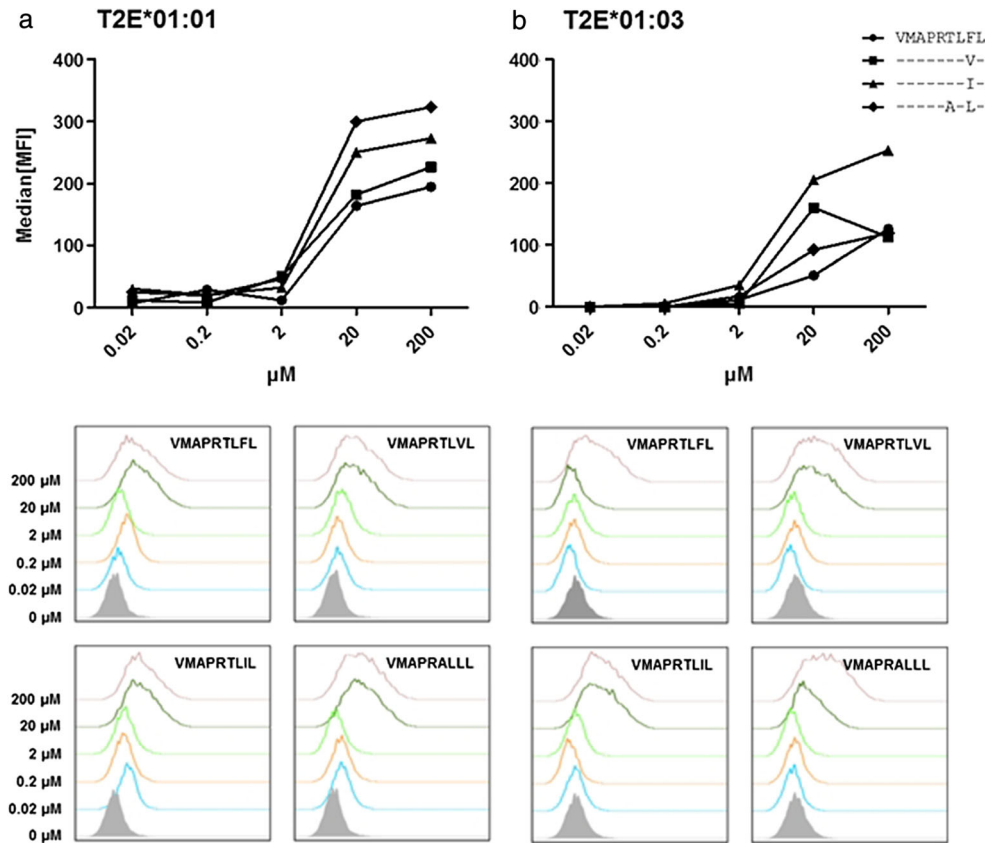 a T2E*01:01
Median[MFI]
400
300
200
100
0
0.02 0.2 2 20 200
µM
b T2E*01:03
400
300
200
100
0
0.02 0.2 2 20 200
µM
VMAPRTLFL
-------V-
-------I-
-----A-L-
VMAPRTLFL
VMAPRTLVL
200 µM
20 µM
2 µM
0.2 µM
0.02 µM
0 µM
VMAPRTLFL
VMAPRTLVL
VMAPRTLIL
VMAPRALLL
200 µM
20 µM
2 µM
0.2 µM
0.02 µM
0 µM
VMAPRTLIL
VMAPRALLL